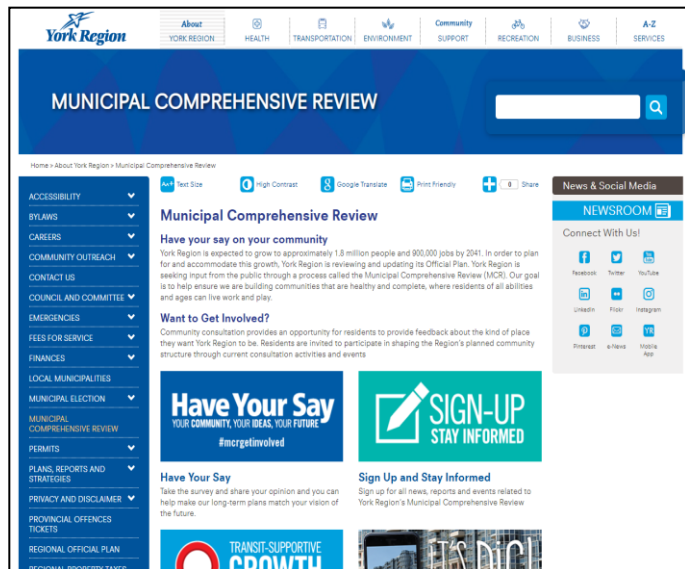 York Region
About
YORK REGION
HEALTH
TRANSPORTATION
ENVIRONMENT
Community
SUPPORT
RECREATION
BUSINESS
A-Z
SERVICES
MUNICIPAL COMPREHENSIVE REVIEW
Home > About York Region > Municipal Comprehensive Review
ACCESSIBILITY
BYLAWS
CAREERS
COMMUNITY OUTREACH
CONTACT US
COUNCIL AND COMMITTEE
EMERGENCIES
FEES FOR SERVICE
FINANCES
LOCAL MUNICIPALITIES
MUNICIPAL ELECTION
MUNICIPAL
COMPREHENSIVE REVIEW
PERMITS
PLANS, REPORTS AND
STRATEGIES
PRIVACY AND DISCLAIMER
PROVINCIAL OFFENCES
TICKETS
REGIONAL OFFICIAL PLAN
REGIONAL PROPERTY TAXES
Text Size
High Contrast
Google Translate
Print Friendly
0 Share
Municipal Comprehensive Review
Have your say on your community
York Region is expected to grow to approximately 1.8 million people and 900,000 jobs by 2041. In order to plan
for and accommodate this growth, York Region is reviewing and updating its Official Plan. York Region is
seeking input from the public through a process called the Municipal Comprehensive Review (MCR). Our goal
is to help ensure we are building communities that are healthy and complete, where residents of all abilities
and ages can live work and play.
Want to Get Involved?
Community consultation provides an opportunity for residents to provide feedback about the kind of place
they want York Region to be. Residents are invited to participate in shaping the Region's planned community
structure through current consultation activities and events
Have Your Say
YOUR COMMUNITY, YOUR IDEAS, YOUR FUTURE
#mcrgetinvolved
SIGN-UP
STAY INFORMED
Have Your Say
Take the survey and share your opinion and you can
help make our long-term plans match your vision of
the future.
Sign Up and Stay Informed
Sign up for all news, reports and events related to
York Region's Municipal Comprehensive Review
TRANSIT-SUPPORTIVE
GROWTH
IT'S DIGI
News & Social Media
NEWSROOM
Connect With Us!
Facebook
Twitter
YouTube
LinkedIn
Flickr
Instagram
Pinterest
e-News
Mobile
App